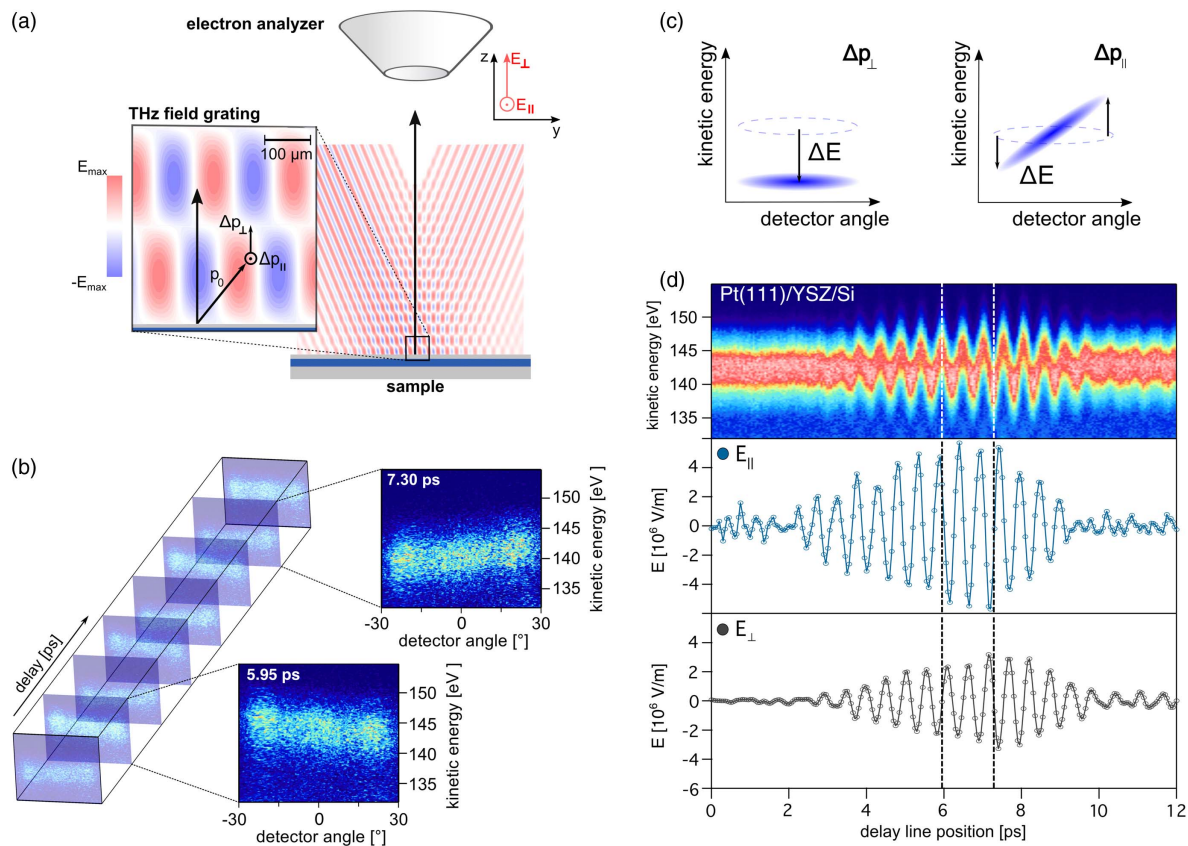 (a)
electron analyzer
z
E⊥
E||
y
THz field grating
100 µm
Emax
-Emax
Δp⊥
Δp||
p0
sample
(b)
delay [ps]
7.30 ps
150
145
140
135
kinetic energy [eV]
-30
0
30
detector angle [°]
5.95 ps
150
145
140
135
kinetic energy [eV]
-30
0
30
detector angle [°]
(c)
kinetic energy
Δp⊥
ΔE
detector angle
kinetic energy
Δp||
ΔE
detector angle
(d)
Pt(111)/YSZ/Si
kinetic energy [eV]
150
145
140
135
E||
E [10⁶ V/m]
4
2
0
-2
-4
E⊥
E [10⁶ V/m]
4
2
0
-2
-4
-6
0
2
4
6
8
10
12
delay line position [ps]